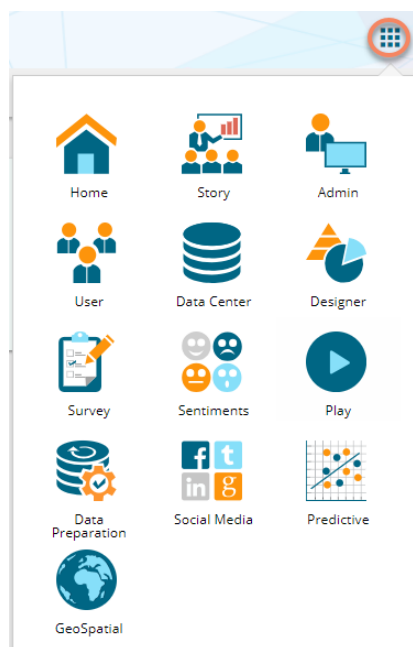 Home
Story
Admin
User
Data Center
Designer
Survey
Sentiments
Play
Data
Preparation
Social Media
Predictive
GeoSpatial